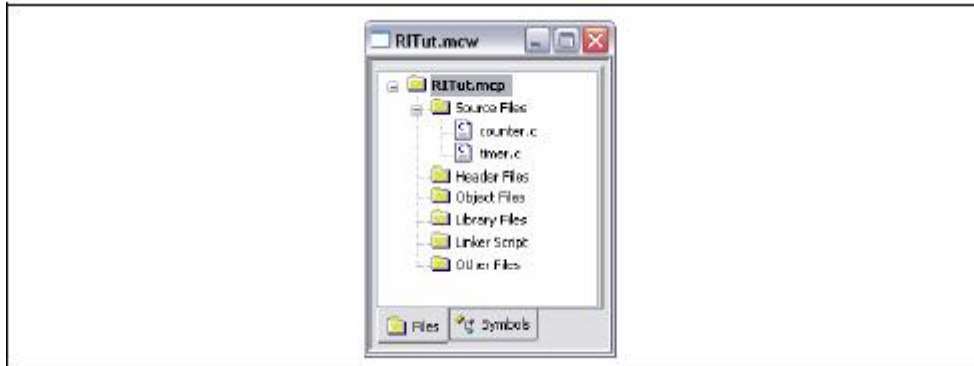 RITut.mcw
RITut.mcp
Source Files
counter.c
timer.c
Header Files
Object Files
Library Files
Linker Script
Other Files
Files Symbols